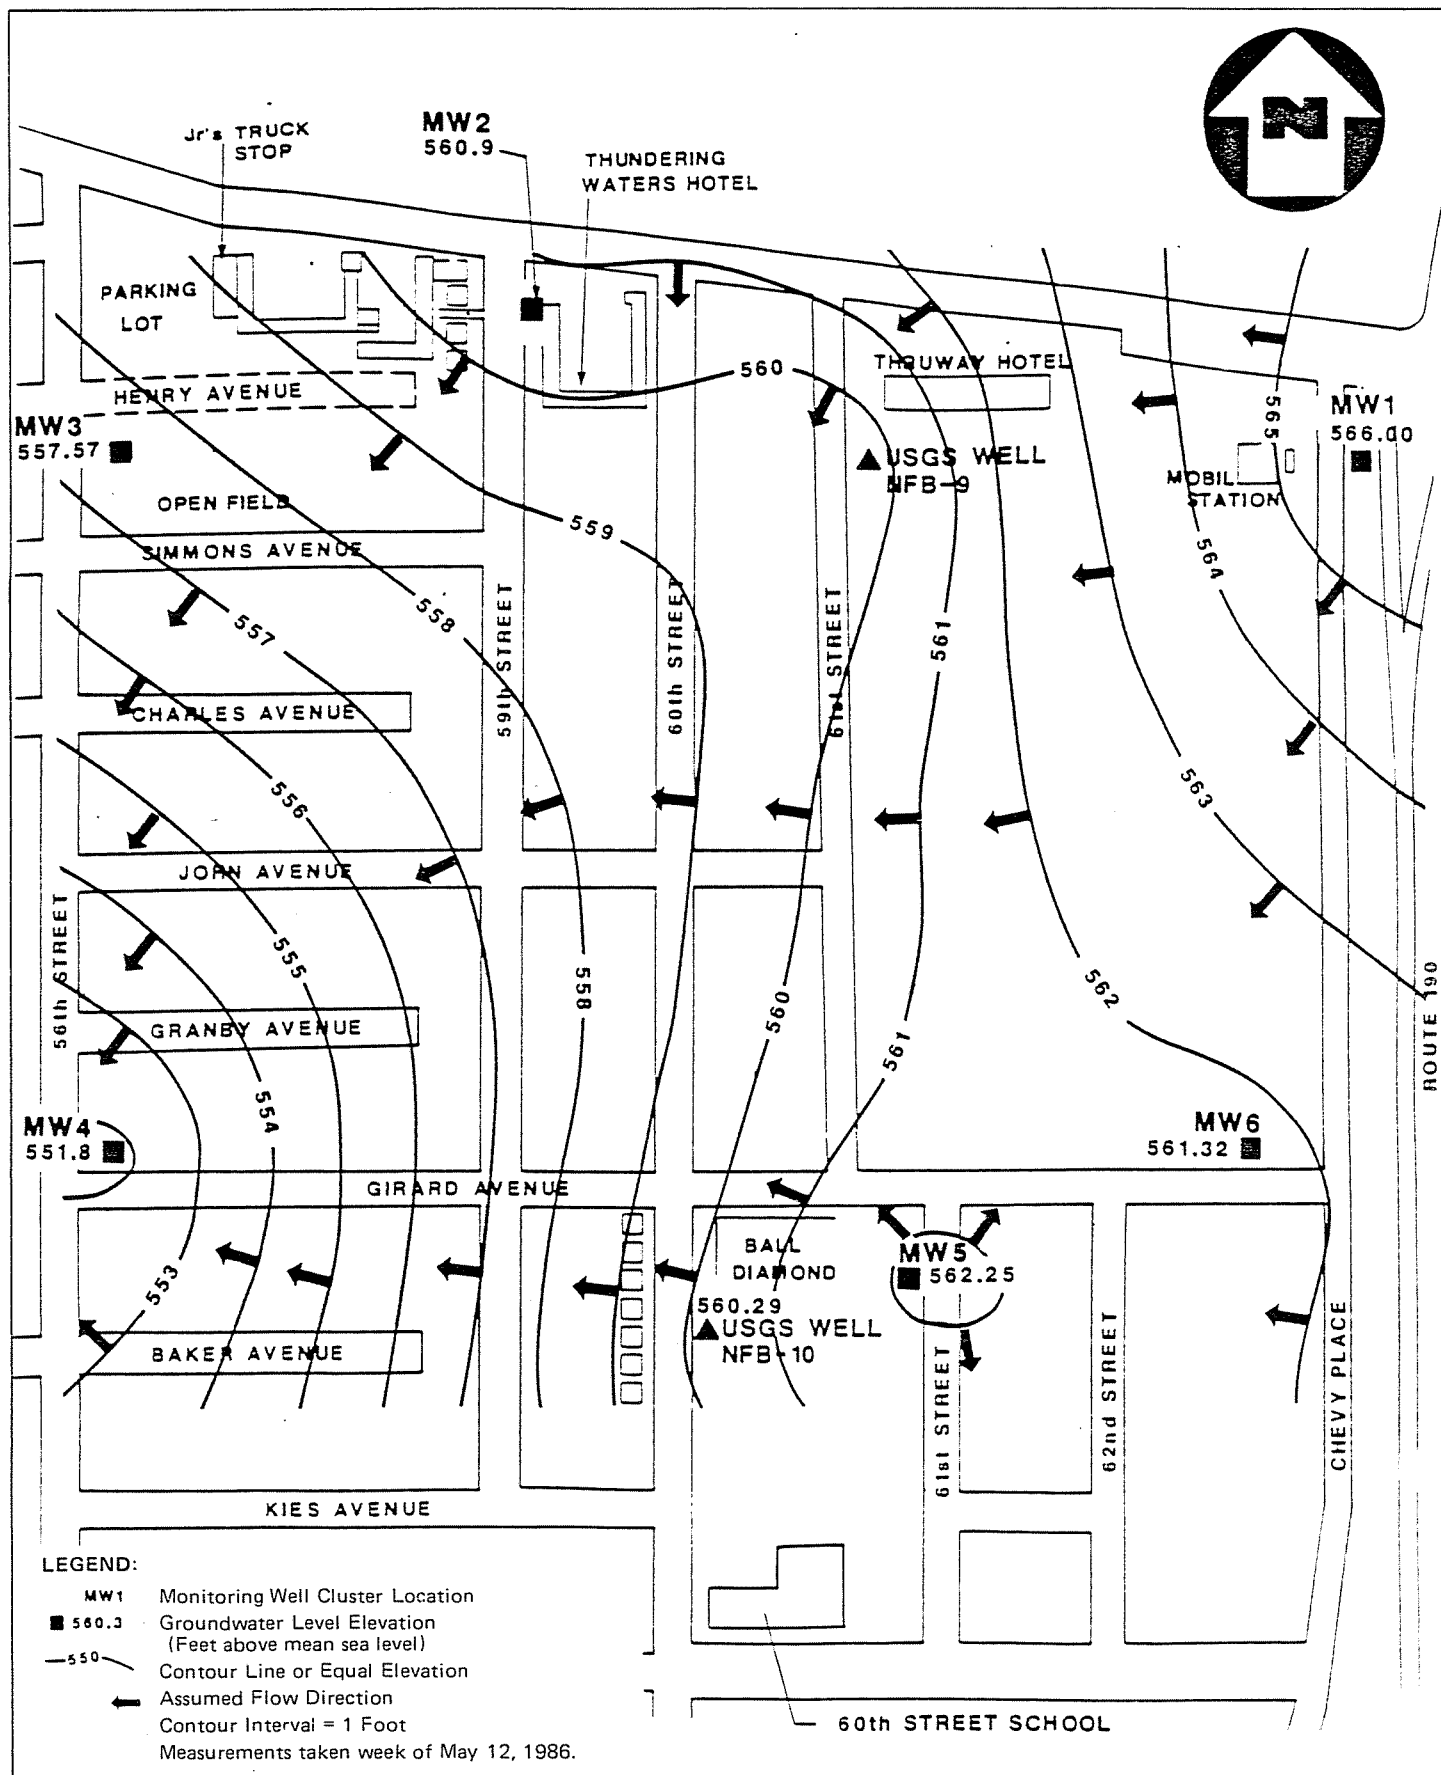 N
Jr's TRUCK
STOP
MW2
560.9
THUNDERING
WATERS HOTEL
PARKING
LOT
HENRY AVENUE
MW3
557.57
OPEN FIELD
SIMMONS AVENUE
560
THRUWAY HOTEL
USGS WELL
NFB-9
565
MW1
566.00
MOBIL
STATION
559
564
558
557
59th STREET
60th STREET
61st STREET
561
CHARLES AVENUE
556
563
JOHN AVENUE
56th STREET
555
558
560
562
ROUTE 190
GRANBY AVENUE
561
554
MW4
551.8
MW6
561.32
GIRARD AVENUE
553
BALL
DIAMOND
MW5
562.25
560.29
USGS WELL
NFB-10
BAKER AVENUE
61st STREET
62nd STREET
CHEVY PLACE
KIES AVENUE
LEGEND:
MW1 Monitoring Well Cluster Location
560.3 Groundwater Level Elevation
(Feet above mean sea level)
550 Contour Line or Equal Elevation
Assumed Flow Direction
Contour Interval = 1 Foot
Measurements taken week of May 12, 1986.
60th STREET SCHOOL